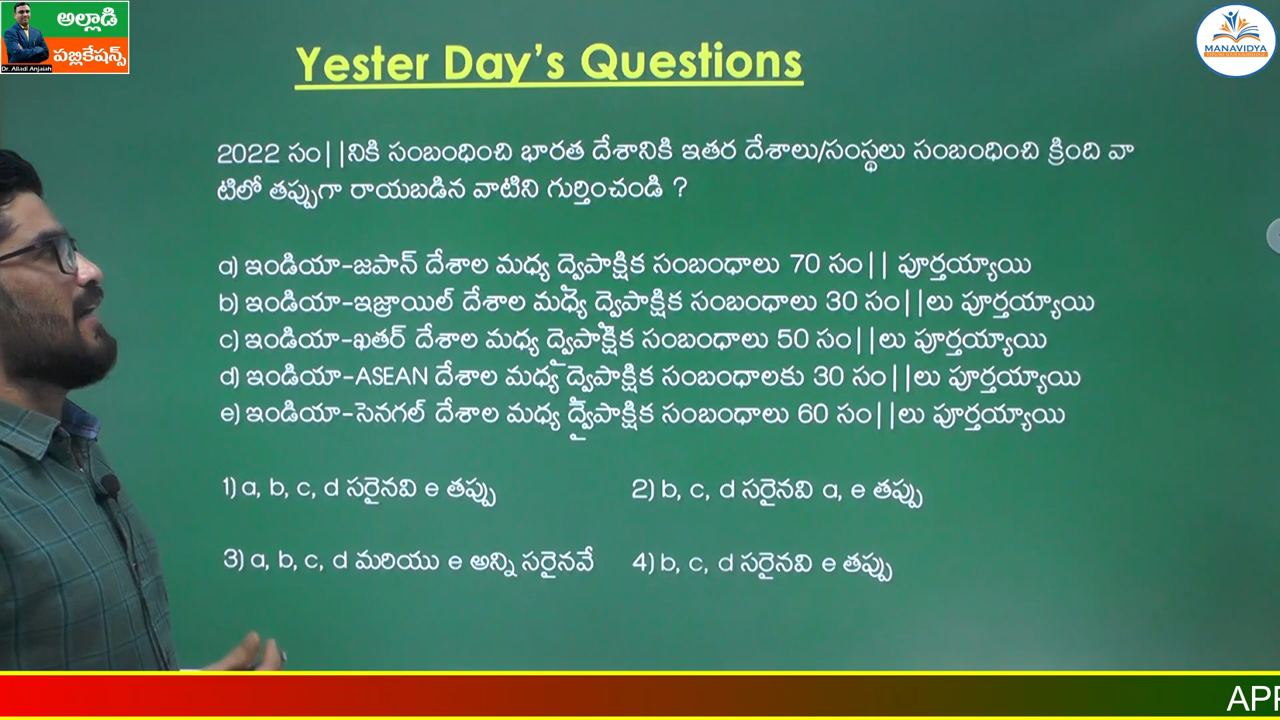 అల్లాడి
పబ్లికేషన్స్
Dr. Alladi Anjaiah
MANAVIDYA
Yester Day's Questions
2022 సం||నికి సంబంధించి భారత దేశానికి ఇతర దేశాలు/సంస్థలు సంబంధించి క్రింది వా
టిలో తప్పుగా రాయబడిన వాటిని గుర్తించండి ?
a) ఇండియా-జపాన్ దేశాల మధ్య ద్వైపాక్షిక సంబంధాలు 70 సం|| పూర్తయ్యాయి
b) ఇండియా-ఇజ్రాయిల్ దేశాల మధ్య ద్వైపాక్షిక సంబంధాలు 30 సం||లు పూర్తయ్యాయి
c) ఇండియా-ఖతర్ దేశాల మధ్య ద్వైపాక్షిక సంబంధాలు 50 సం||లు పూర్తయ్యాయి
d) ఇండియా-ASEAN దేశాల మధ్య ద్వైపాక్షిక సంబంధాలకు 30 సం||లు పూర్తయ్యాయి
e) ఇండియా-సెనగల్ దేశాల మధ్య ద్వైపాక్షిక సంబంధాలు 60 సం||లు పూర్తయ్యాయి
1) a, b, c, d సరైనవి e తప్పు
2) b, c, d సరైనవి a, e తప్పు
3) a, b, c, d మరియు e అన్ని సరైనవే
4) b, c, d సరైనవి e తప్పు